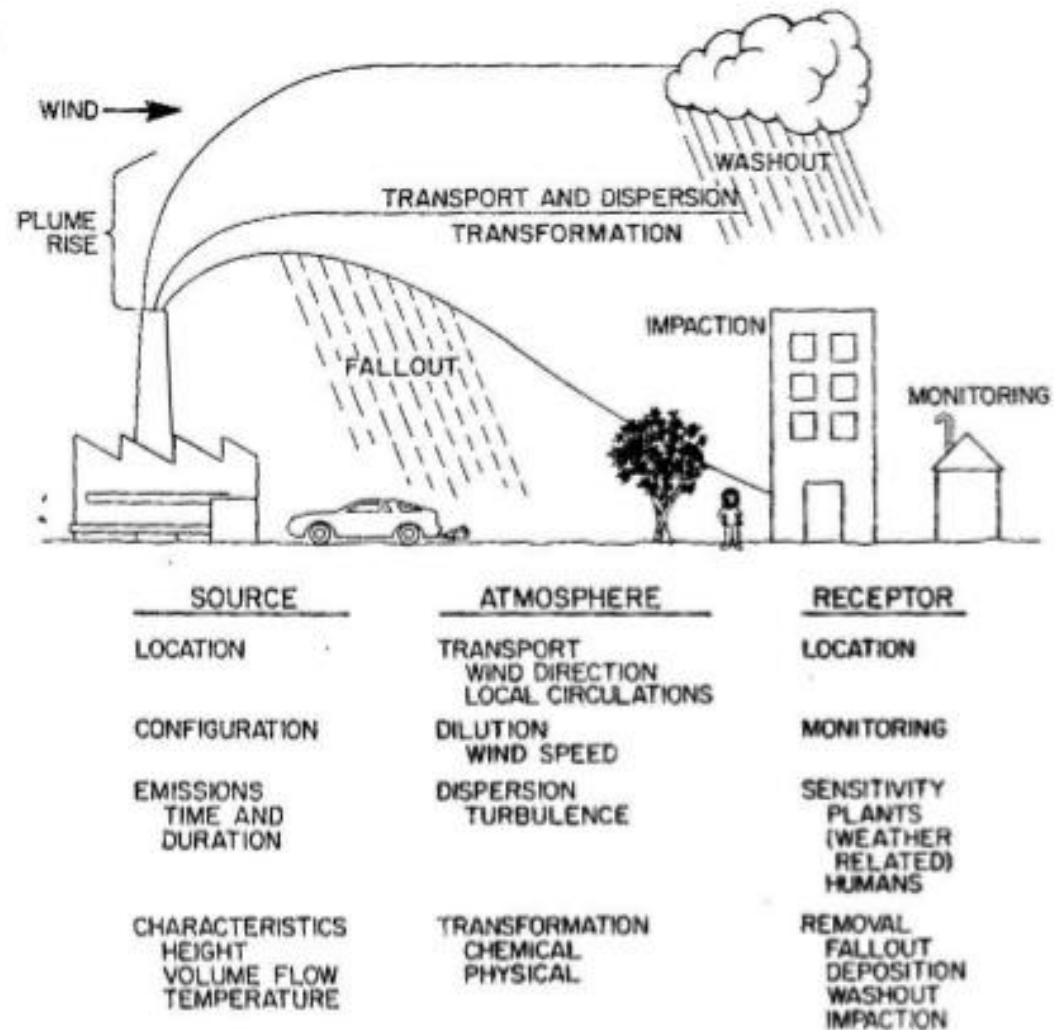 WIND
WASHOUT
TRANSPORT AND DISPERSION
PLUME
RISE
TRANSFORMATION
IMPACTION
FALLOUT
MONITORING
SOURCE
LOCATION
CONFIGURATION
EMISSIONS
TIME AND
DURATION
CHARACTERISTICS
HEIGHT
VOLUME FLOW
TEMPERATURE
ATMOSPHERE
TRANSPORT
WIND DIRECTION
LOCAL CIRCULATIONS
DILUTION
WIND SPEED
DISPERSION
TURBULENCE
TRANSFORMATION
CHEMICAL
PHYSICAL
RECEPTOR
LOCATION
MONITORING
SENSITIVITY
PLANTS
(WEATHER
RELATED)
HUMANS
REMOVAL
FALLOUT
DEPOSITION
WASHOUT
IMPACTION